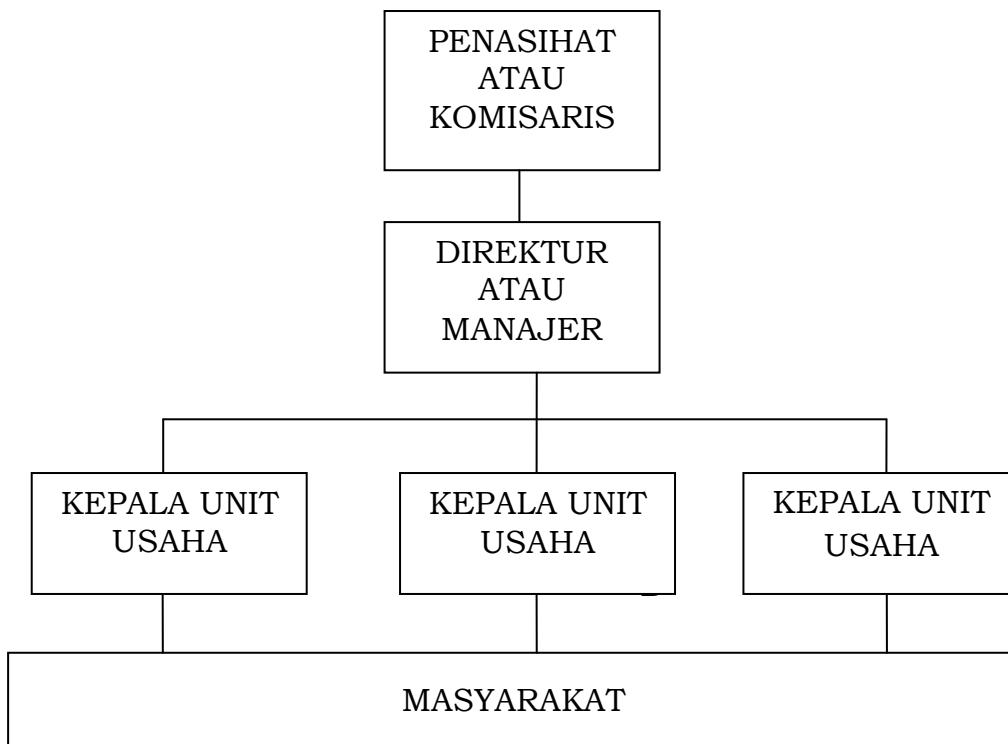 PENASIHAT
ATAU
KOMISARIS
DIREKTUR
ATAU
MANAJER
KEPALA UNIT
USAHA
KEPALA UNIT
USAHA
KEPALA UNIT
USAHA
MASYARAKAT